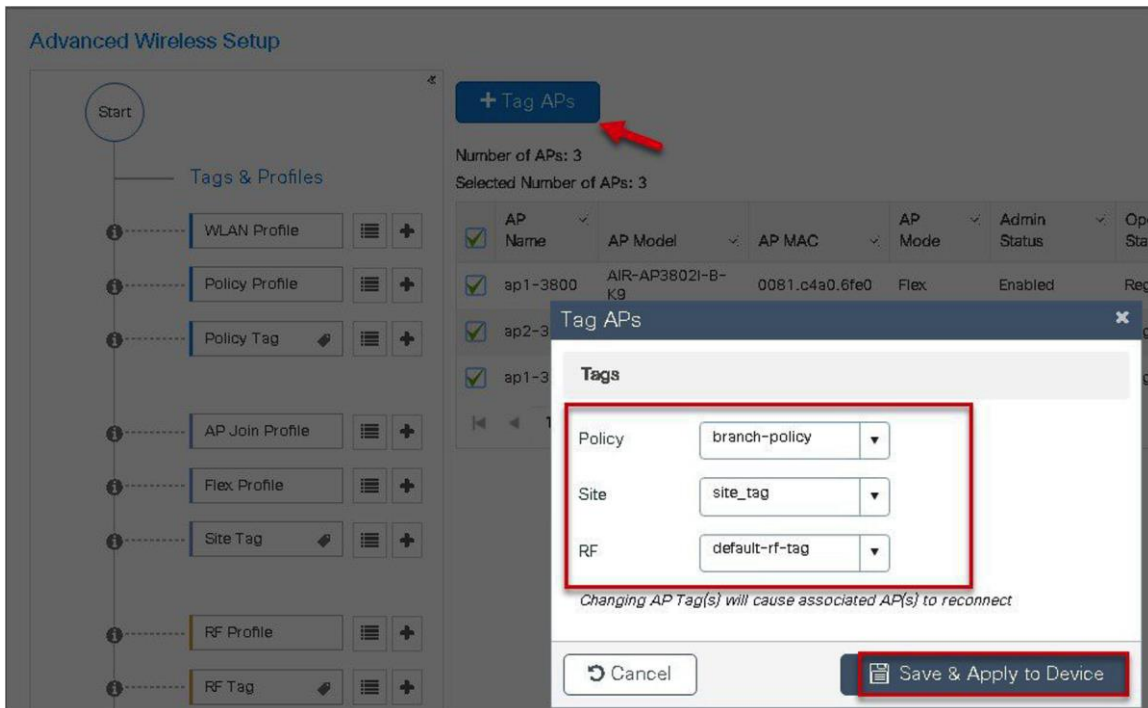 Advanced Wireless Setup
Start
Tags & Profiles
WLAN Profile
Policy Profile
Policy Tag
AP Join Profile
Flex Profile
Site Tag
RF Profile
RF Tag
+ Tag APs
Number of APs: 3
Selected Number of APs: 3
AP Name AP Model AP MAC AP Mode Admin Status
ap1-3800 AIR-AP3802I-B-K9 0081.c4a0.6fe0 Flex Enabled
Tag APs
Tags
Policy branch-policy
Site site_tag
RF default-rf-tag
Changing AP Tag(s) will cause associated AP(s) to reconnect
Cancel Save & Apply to Device